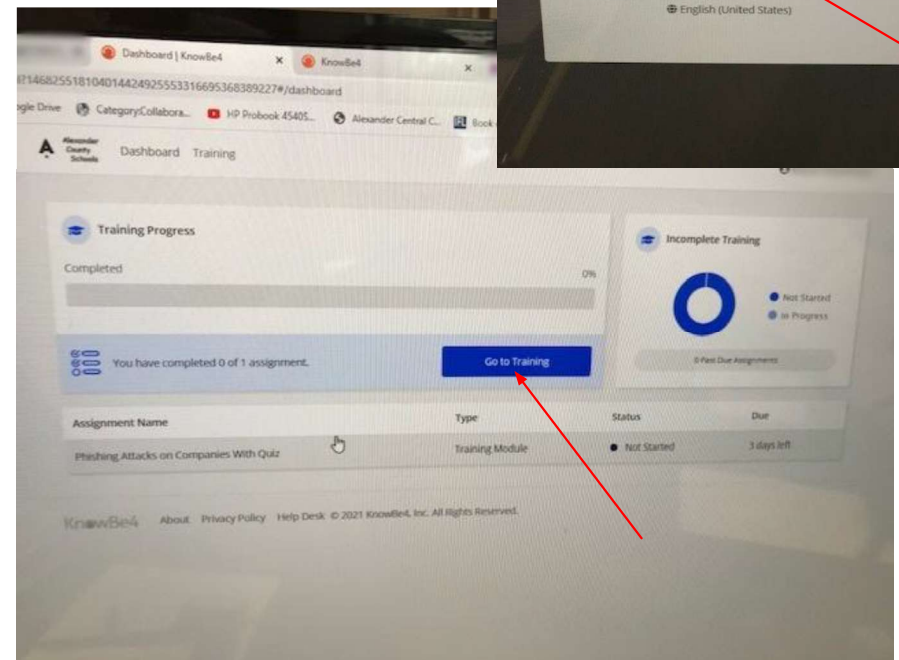 English (United States)
Dashboard | KnowBe4
KnowBe4
#/dashboard
ogle Drive
Category:Collabora...
HP Probook 4540S...
Alexander Central C...
Book
A
Alexander
County
Schools
Dashboard
Training
Training Progress
Completed
0%
You have completed 0 of 1 assignment.
Go to Training
Incomplete Training
Not Started
In Progress
0 Past Due Assignments
Assignment Name
Type
Status
Due
Phishing Attacks on Companies With Quiz
Training Module
Not Started
3 days left
KnowBe4
About
Privacy Policy
Help Desk
© 2021 KnowBe4, Inc. All Rights Reserved.